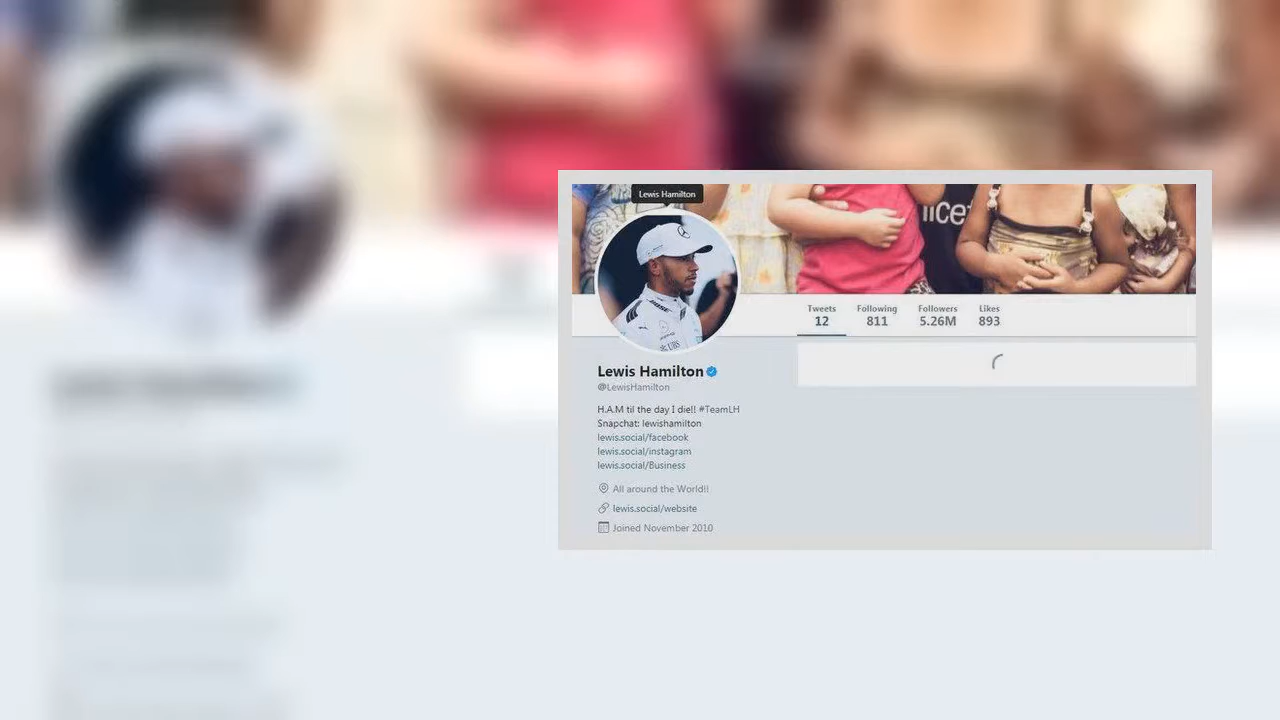 Lewis Hamilton
nicef
Tweets Following Followers Likes
12 811 5.26M 893
Lewis Hamilton
@LewisHamilton
H.A.M til the day I die!! #TeamLH
Snapchat: lewishamilton
lewis.social/facebook
lewis.social/instagram
lewis.social/Business
All around the World!!
lewis.social/website
Joined November 2010
UBS